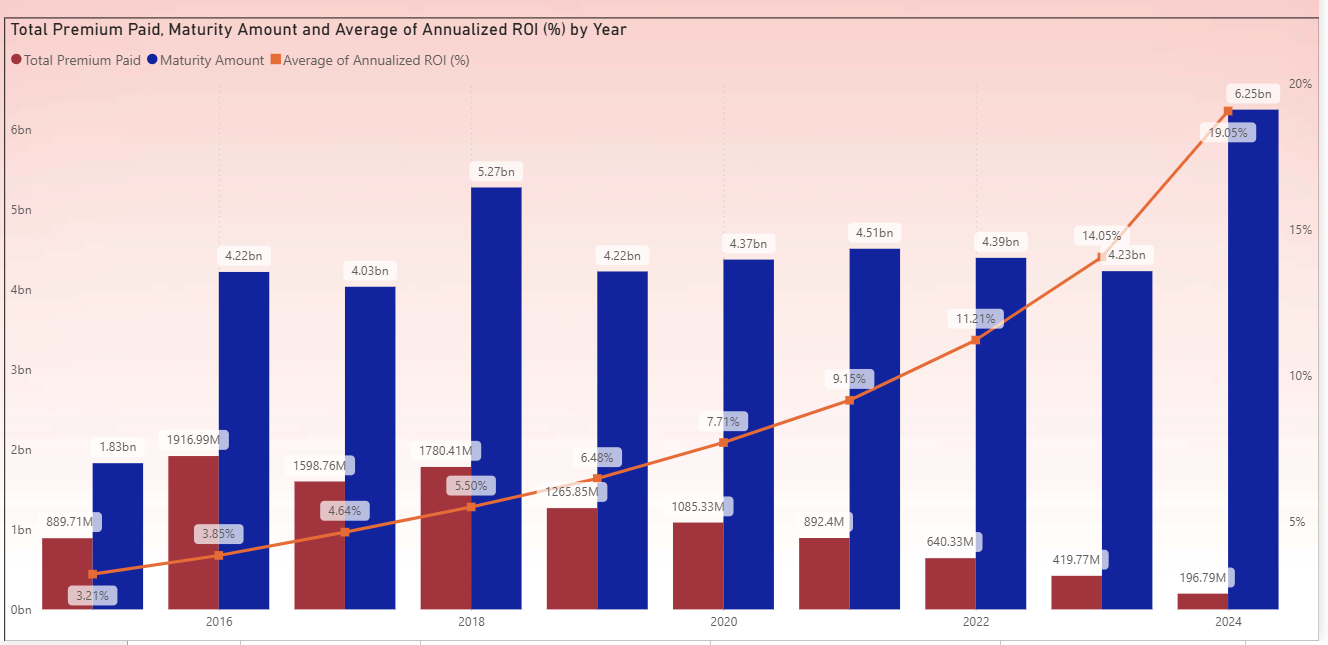 Total Premium Paid, Maturity Amount and Average of Annualized ROI (%) by Year
Total Premium Paid Maturity Amount Average of Annualized ROI (%)
20%
6.25bn
6bn
19.05%
5.27bn
5bn
4.51bn
15%
14.05%
4.37bn
4.39bn
4.22bn
4.22bn
4.23bn
4.03bn
4bn
11.21%
3bn
10%
9.15%
7.71%
1916.99M
1.83bn
2bn
1780.41M
6.48%
1598.76M
5.50%
1265.85M
1085.33M
4.64%
889.71M
892.4M
5%
1bn
3.85%
640.33M
419.77M
196.79M
3.21%
0bn
2016 2018 2020 2022 2024